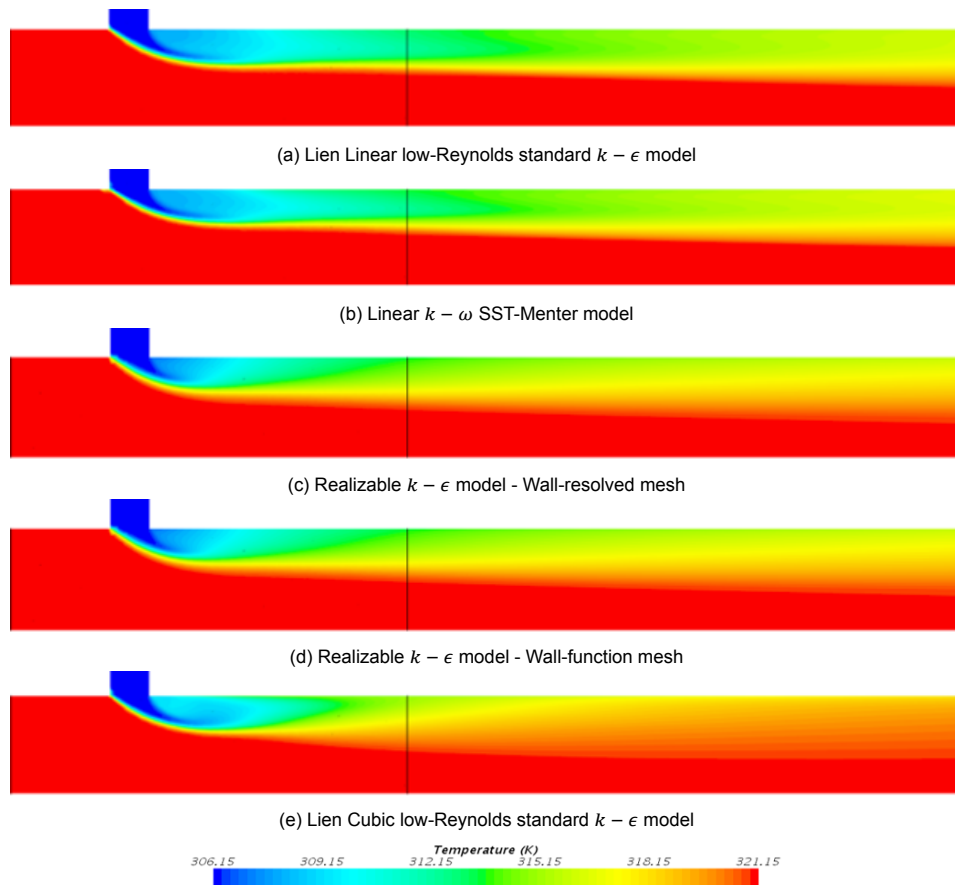 (a) Lien Linear low-Reynolds standard k − ϵ model
(b) Linear k − ω SST-Menter model
(c) Realizable k − ϵ model - Wall-resolved mesh
(d) Realizable k − ϵ model - Wall-function mesh
(e) Lien Cubic low-Reynolds standard k − ϵ model
Temperature (K)
306.15 309.15 312.15 315.15 318.15 321.15